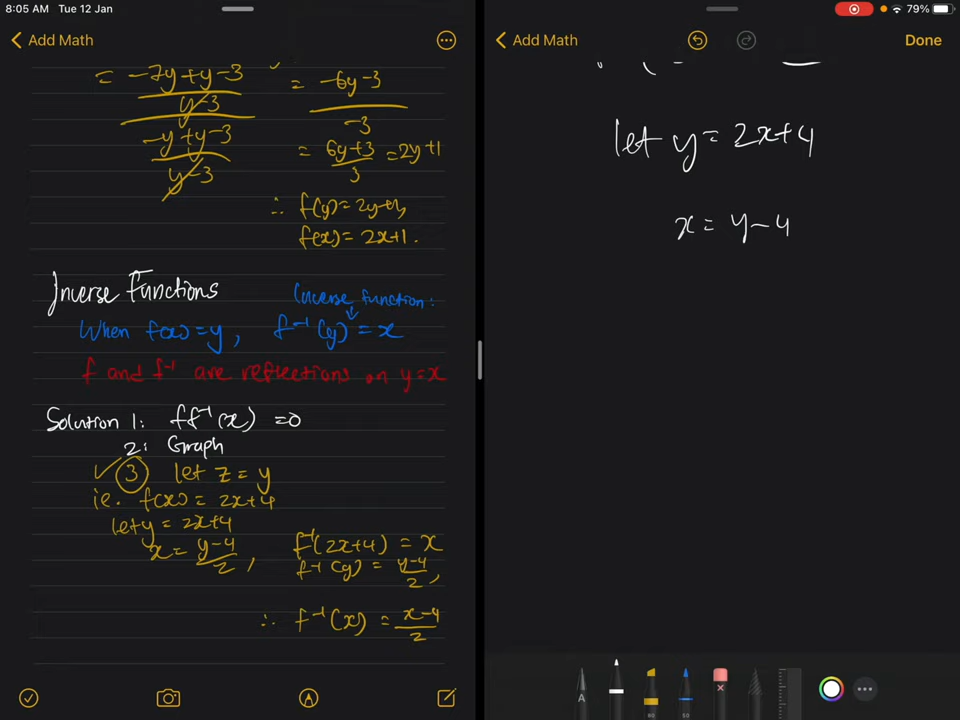 8:05 AM Tue 12 Jan
79%
Add Math
= -7y+y-3
y-3
-y+y-3
y-3
= -6y-3
-3
= 6y+3 = 2y+1
3
∴ f(y)=2y+1,
f(x)=2x+1.
Inverse Functions
Inverse function:
When f(x)=y, f⁻¹(y)=x
f and f⁻¹ are reflections on y=x
Solution 1: ff⁻¹(x) =0
2: Graph
✓ 3 let z=y
i.e. f(x)=2x+4
let y=2x+4
x= y-4
2,
f⁻¹(2x+4)=x
f⁻¹(y)= y-4
2,
∴ f⁻¹(x) = x-4
2
Add Math
Done
let y=2x+4
x= y-4
A
80
50